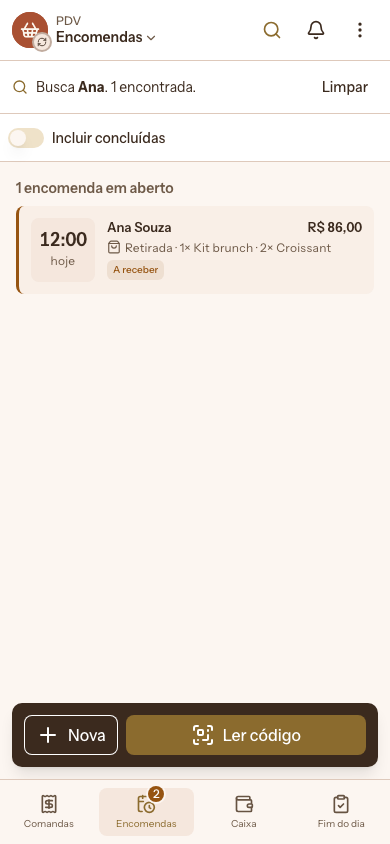 PDV
Encomendas
Busca Ana. 1 encontrada.
Limpar
Incluir concluídas
1 encomenda em aberto
12:00
hoje
Ana Souza
R$ 86,00
Retirada · 1× Kit brunch · 2× Croissant
A receber
Nova
Ler código
2
Comandas
Encomendas
Caixa
Fim do dia